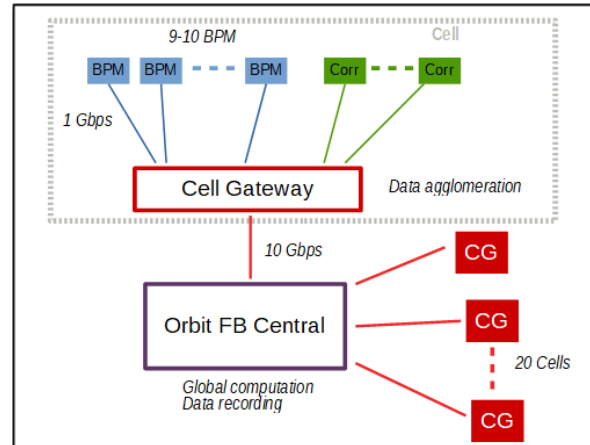 9-10 BPM
Cell
BPM
BPM
BPM
Corr
Corr
1 Gbps
Cell Gateway
Data agglomeration
10 Gbps
CG
Orbit FB Central
CG
20 Cells
Global computation
Data recording
CG